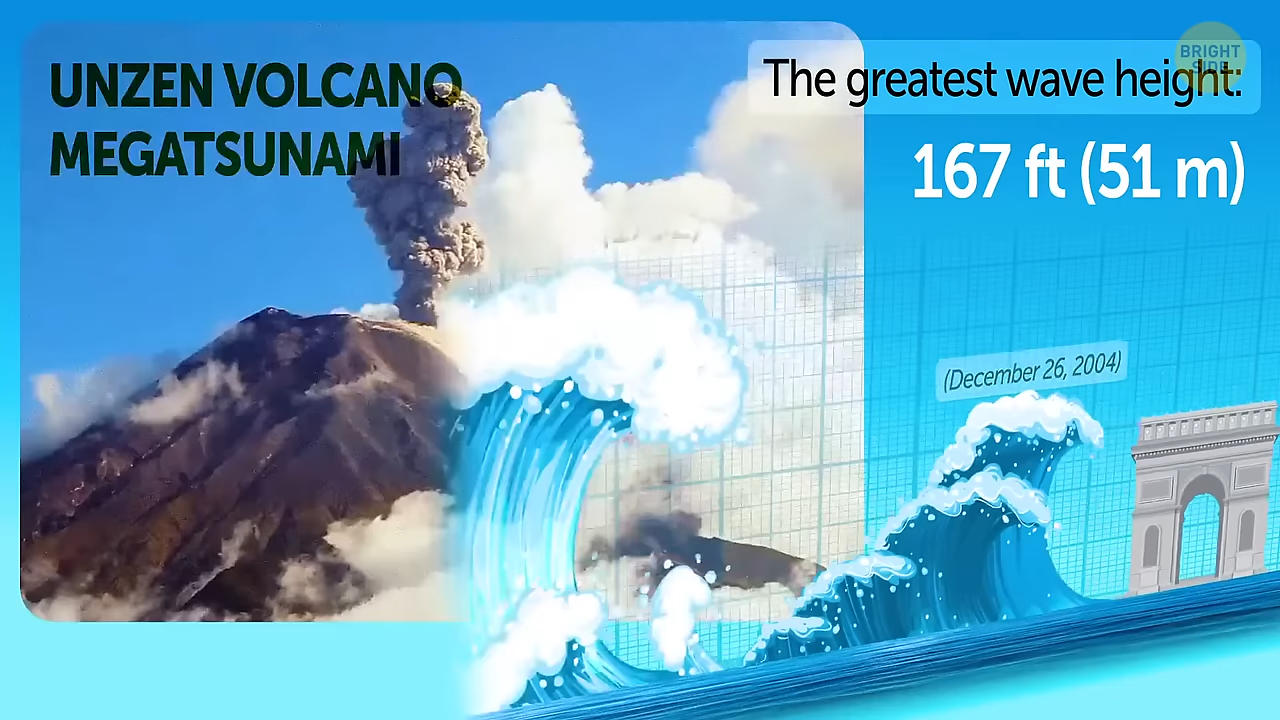 UNZEN VOLCANO
MEGATSUNAMI
The greatest wave height:
167 ft (51 m)
BRIGHT
SIDE
(December 26, 2004)